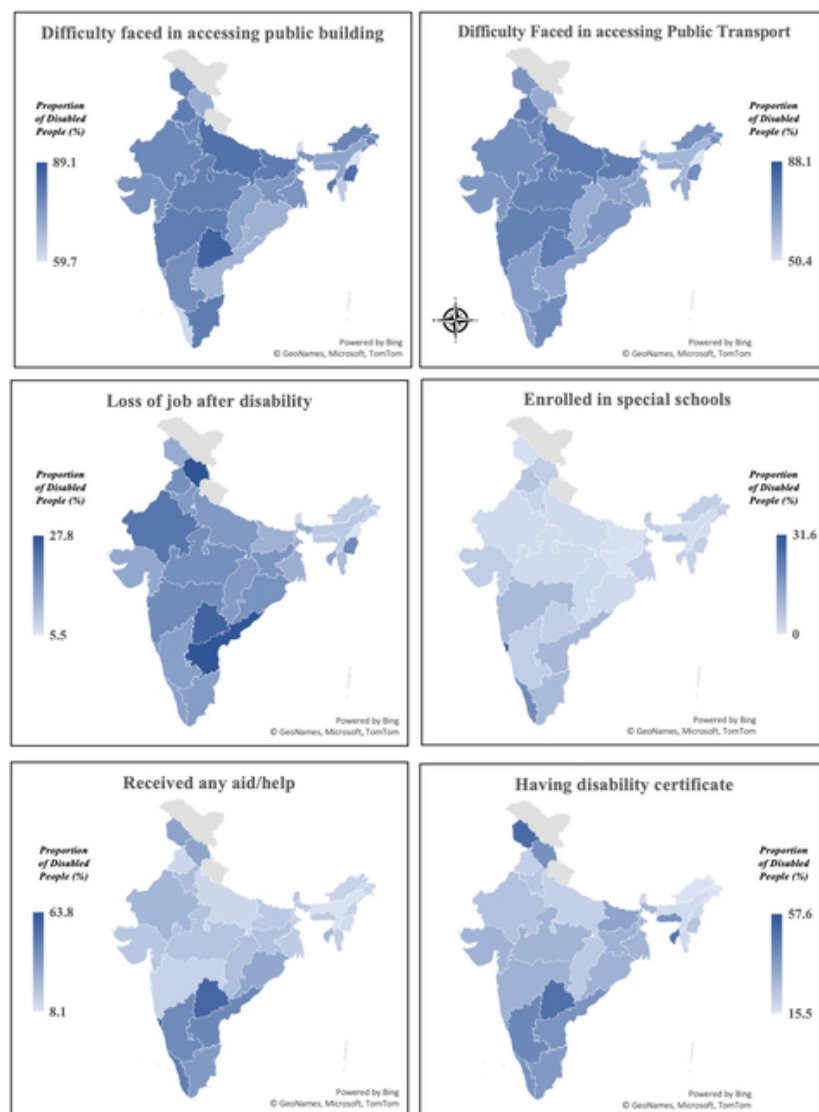 Difficulty faced in accessing public building
Proportion
of Disabled
People (%)
89.1
59.7
Powered by Bing
© GeoNames, Microsoft, TomTom
Difficulty Faced in accessing Public Transport
Proportion
of Disabled
People (%)
88.1
50.4
Powered by Bing
© GeoNames, Microsoft, TomTom
Loss of job after disability
Proportion
of Disabled
People (%)
27.8
5.5
Powered by Bing
© GeoNames, Microsoft, TomTom
Enrolled in special schools
Proportion
of Disabled
People (%)
31.6
0
Powered by Bing
© GeoNames, Microsoft, TomTom
Received any aid/help
Proportion
of Disabled
People (%)
63.8
8.1
Powered by Bing
© GeoNames, Microsoft, TomTom
Having disability certificate
Proportion
of Disabled
People (%)
57.6
15.5
Powered by Bing
© GeoNames, Microsoft, TomTom